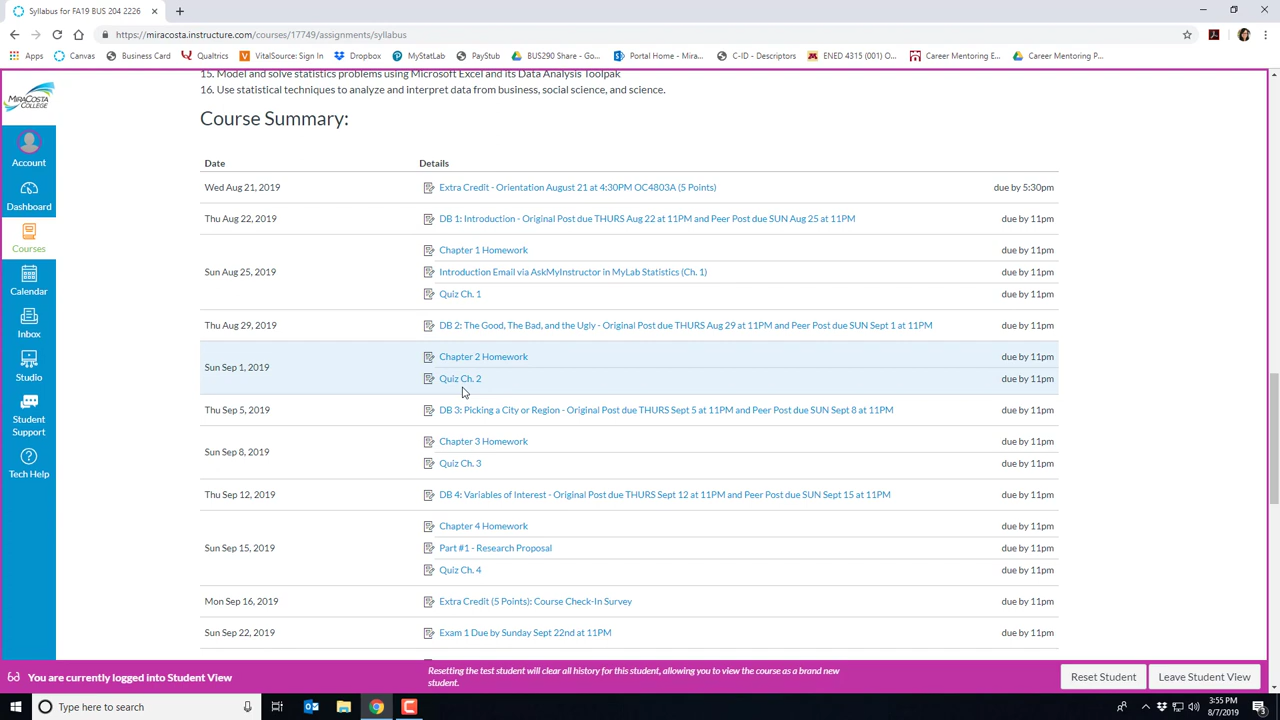 Syllabus for FA19 BUS 204 2226
https://miracosta.instructure.com/courses/17749/assignments/syllabus
Apps Canvas Business Card Qualtrics VitalSource: Sign In Dropbox MyStatLab PayStub BUS290 Share - Go... Portal Home - Mira... C-ID - Descriptors ENED 4315 (001) O... Career Mentoring E... Career Mentoring P...
MIRACOSTA
COLLEGE
Account
Dashboard
Courses
Calendar
Inbox
Studio
Student
Support
Tech Help
15. Model and solve statistics problems using Microsoft Excel and its Data Analysis Toolpak
16. Use statistical techniques to analyze and interpret data from business, social science, and science.
Course Summary:
Date Details
Wed Aug 21, 2019 Extra Credit - Orientation August 21 at 4:30PM OC4803A (5 Points) due by 5:30pm
Thu Aug 22, 2019 DB 1: Introduction - Original Post due THURS Aug 22 at 11PM and Peer Post due SUN Aug 25 at 11PM due by 11pm
Chapter 1 Homework due by 11pm
Sun Aug 25, 2019 Introduction Email via AskMyInstructor in MyLab Statistics (Ch. 1) due by 11pm
Quiz Ch. 1 due by 11pm
Thu Aug 29, 2019 DB 2: The Good, The Bad, and the Ugly - Original Post due THURS Aug 29 at 11PM and Peer Post due SUN Sept 1 at 11PM due by 11pm
Sun Sep 1, 2019 Chapter 2 Homework due by 11pm
Quiz Ch. 2 due by 11pm
Thu Sep 5, 2019 DB 3: Picking a City or Region - Original Post due THURS Sept 5 at 11PM and Peer Post due SUN Sept 8 at 11PM due by 11pm
Sun Sep 8, 2019 Chapter 3 Homework due by 11pm
Quiz Ch. 3 due by 11pm
Thu Sep 12, 2019 DB 4: Variables of Interest - Original Post due THURS Sept 12 at 11PM and Peer Post due SUN Sept 15 at 11PM due by 11pm
Chapter 4 Homework due by 11pm
Sun Sep 15, 2019 Part #1 - Research Proposal due by 11pm
Quiz Ch. 4 due by 11pm
Mon Sep 16, 2019 Extra Credit (5 Points): Course Check-In Survey due by 11pm
Sun Sep 22, 2019 Exam 1 Due by Sunday Sept 22nd at 11PM due by 11pm
You are currently logged into Student View
Resetting the test student will clear all history for this student, allowing you to view the course as a brand new
student.
Reset Student Leave Student View
Type here to search
3:55 PM
8/7/2019
3